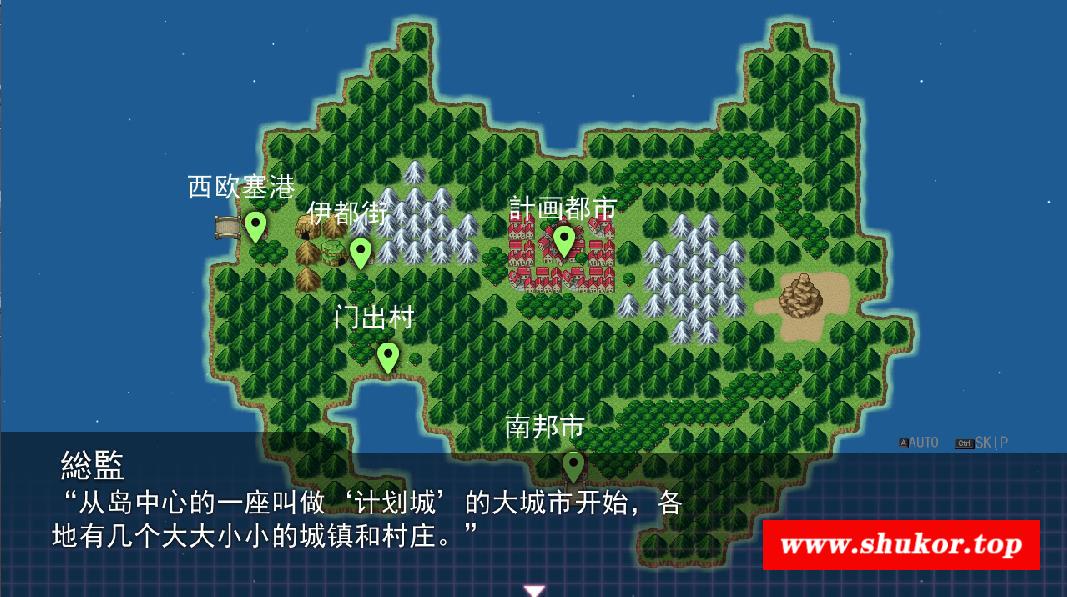 西欧塞港
伊都街
計画都市
门出村
南邦市
A AUTO Ctrl SKIP
総監
“从岛中心的一座叫做‘计划城’的大城市开始，各
地有几个大大小小的城镇和村庄。”
www.shukor.top